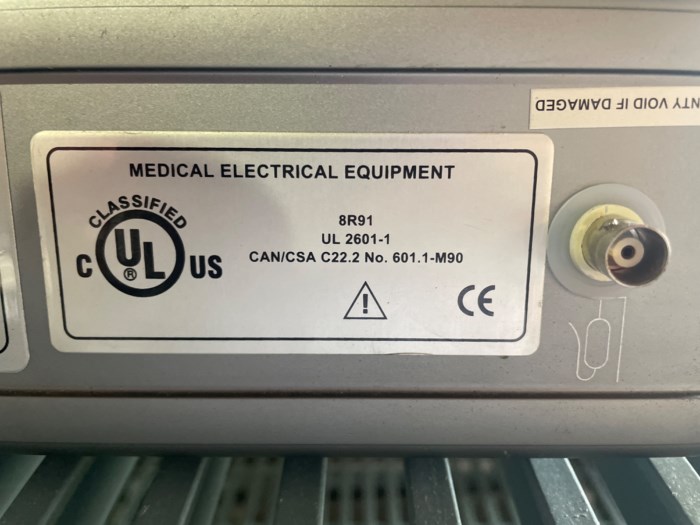 NTY VOID IF DAMAGED
MEDICAL ELECTRICAL EQUIPMENT
CLASSIFIED
C UL US
®
8R91
UL 2601-1
CAN/CSA C22.2 No. 601.1-M90
!
CE